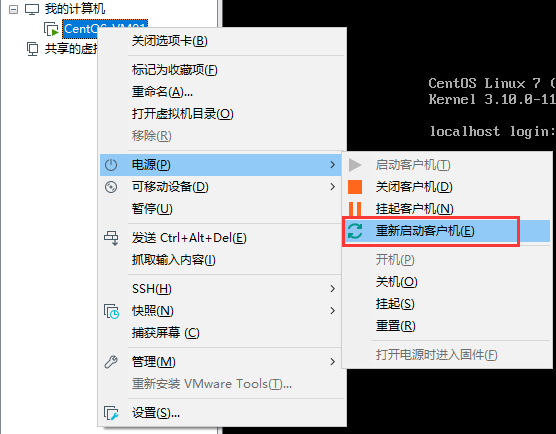 我的计算机
CentOS-VM01
共享的虚拟
关闭选项卡(B)
标记为收藏项(F)
重命名(A)...
打开虚拟机目录(O)
移除(R)
电源(P)
可移动设备(D)
暂停(U)
发送 Ctrl+Alt+Del(E)
抓取输入内容(I)
SSH(H)
快照(N)
捕获屏幕 (C)
管理(M)
重新安装 VMware Tools(T)...
设置(S)...
CentOS Linux 7 (
Kernel 3.10.0-11
localhost login:
启动客户机(T)
关闭客户机(D)
挂起客户机(N)
重新启动客户机(E)
开机(P)
关机(O)
挂起(S)
重置(R)
打开电源时进入固件(F)